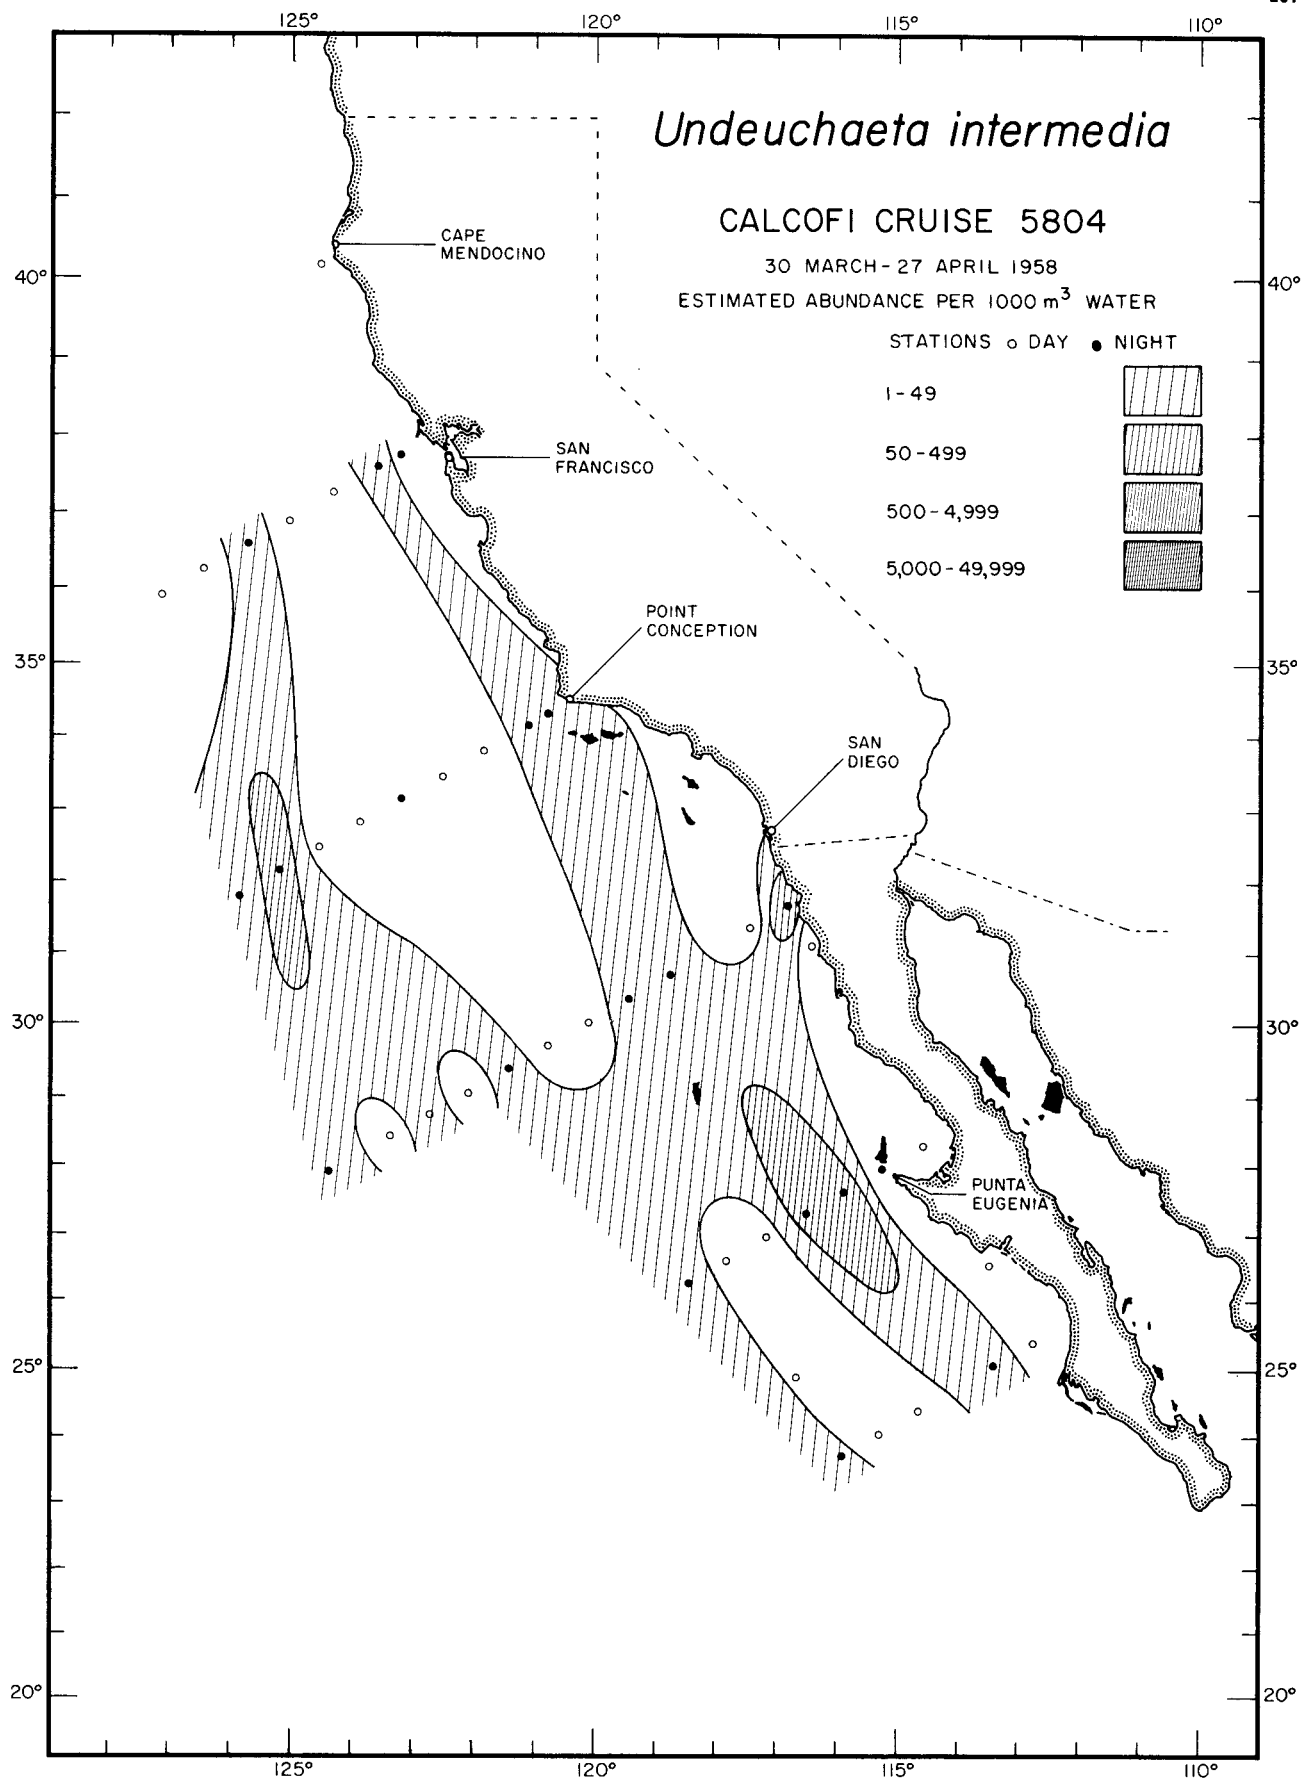 125° 120° 115° 110°
Undeuchaeta intermedia
CALCOFI CRUISE 5804
30 MARCH-27 APRIL 1958
ESTIMATED ABUNDANCE PER 1000 m³ WATER
STATIONS o DAY ● NIGHT
1-49
50-499
500-4,999
5,000-49,999
CAPE
MENDOCINO
40° 40°
SAN
FRANCISCO
POINT
CONCEPTION
35° 35°
SAN
DIEGO
30° 30°
PUNTA
EUGENIA
25° 25°
20° 20°
125° 120° 115° 110°